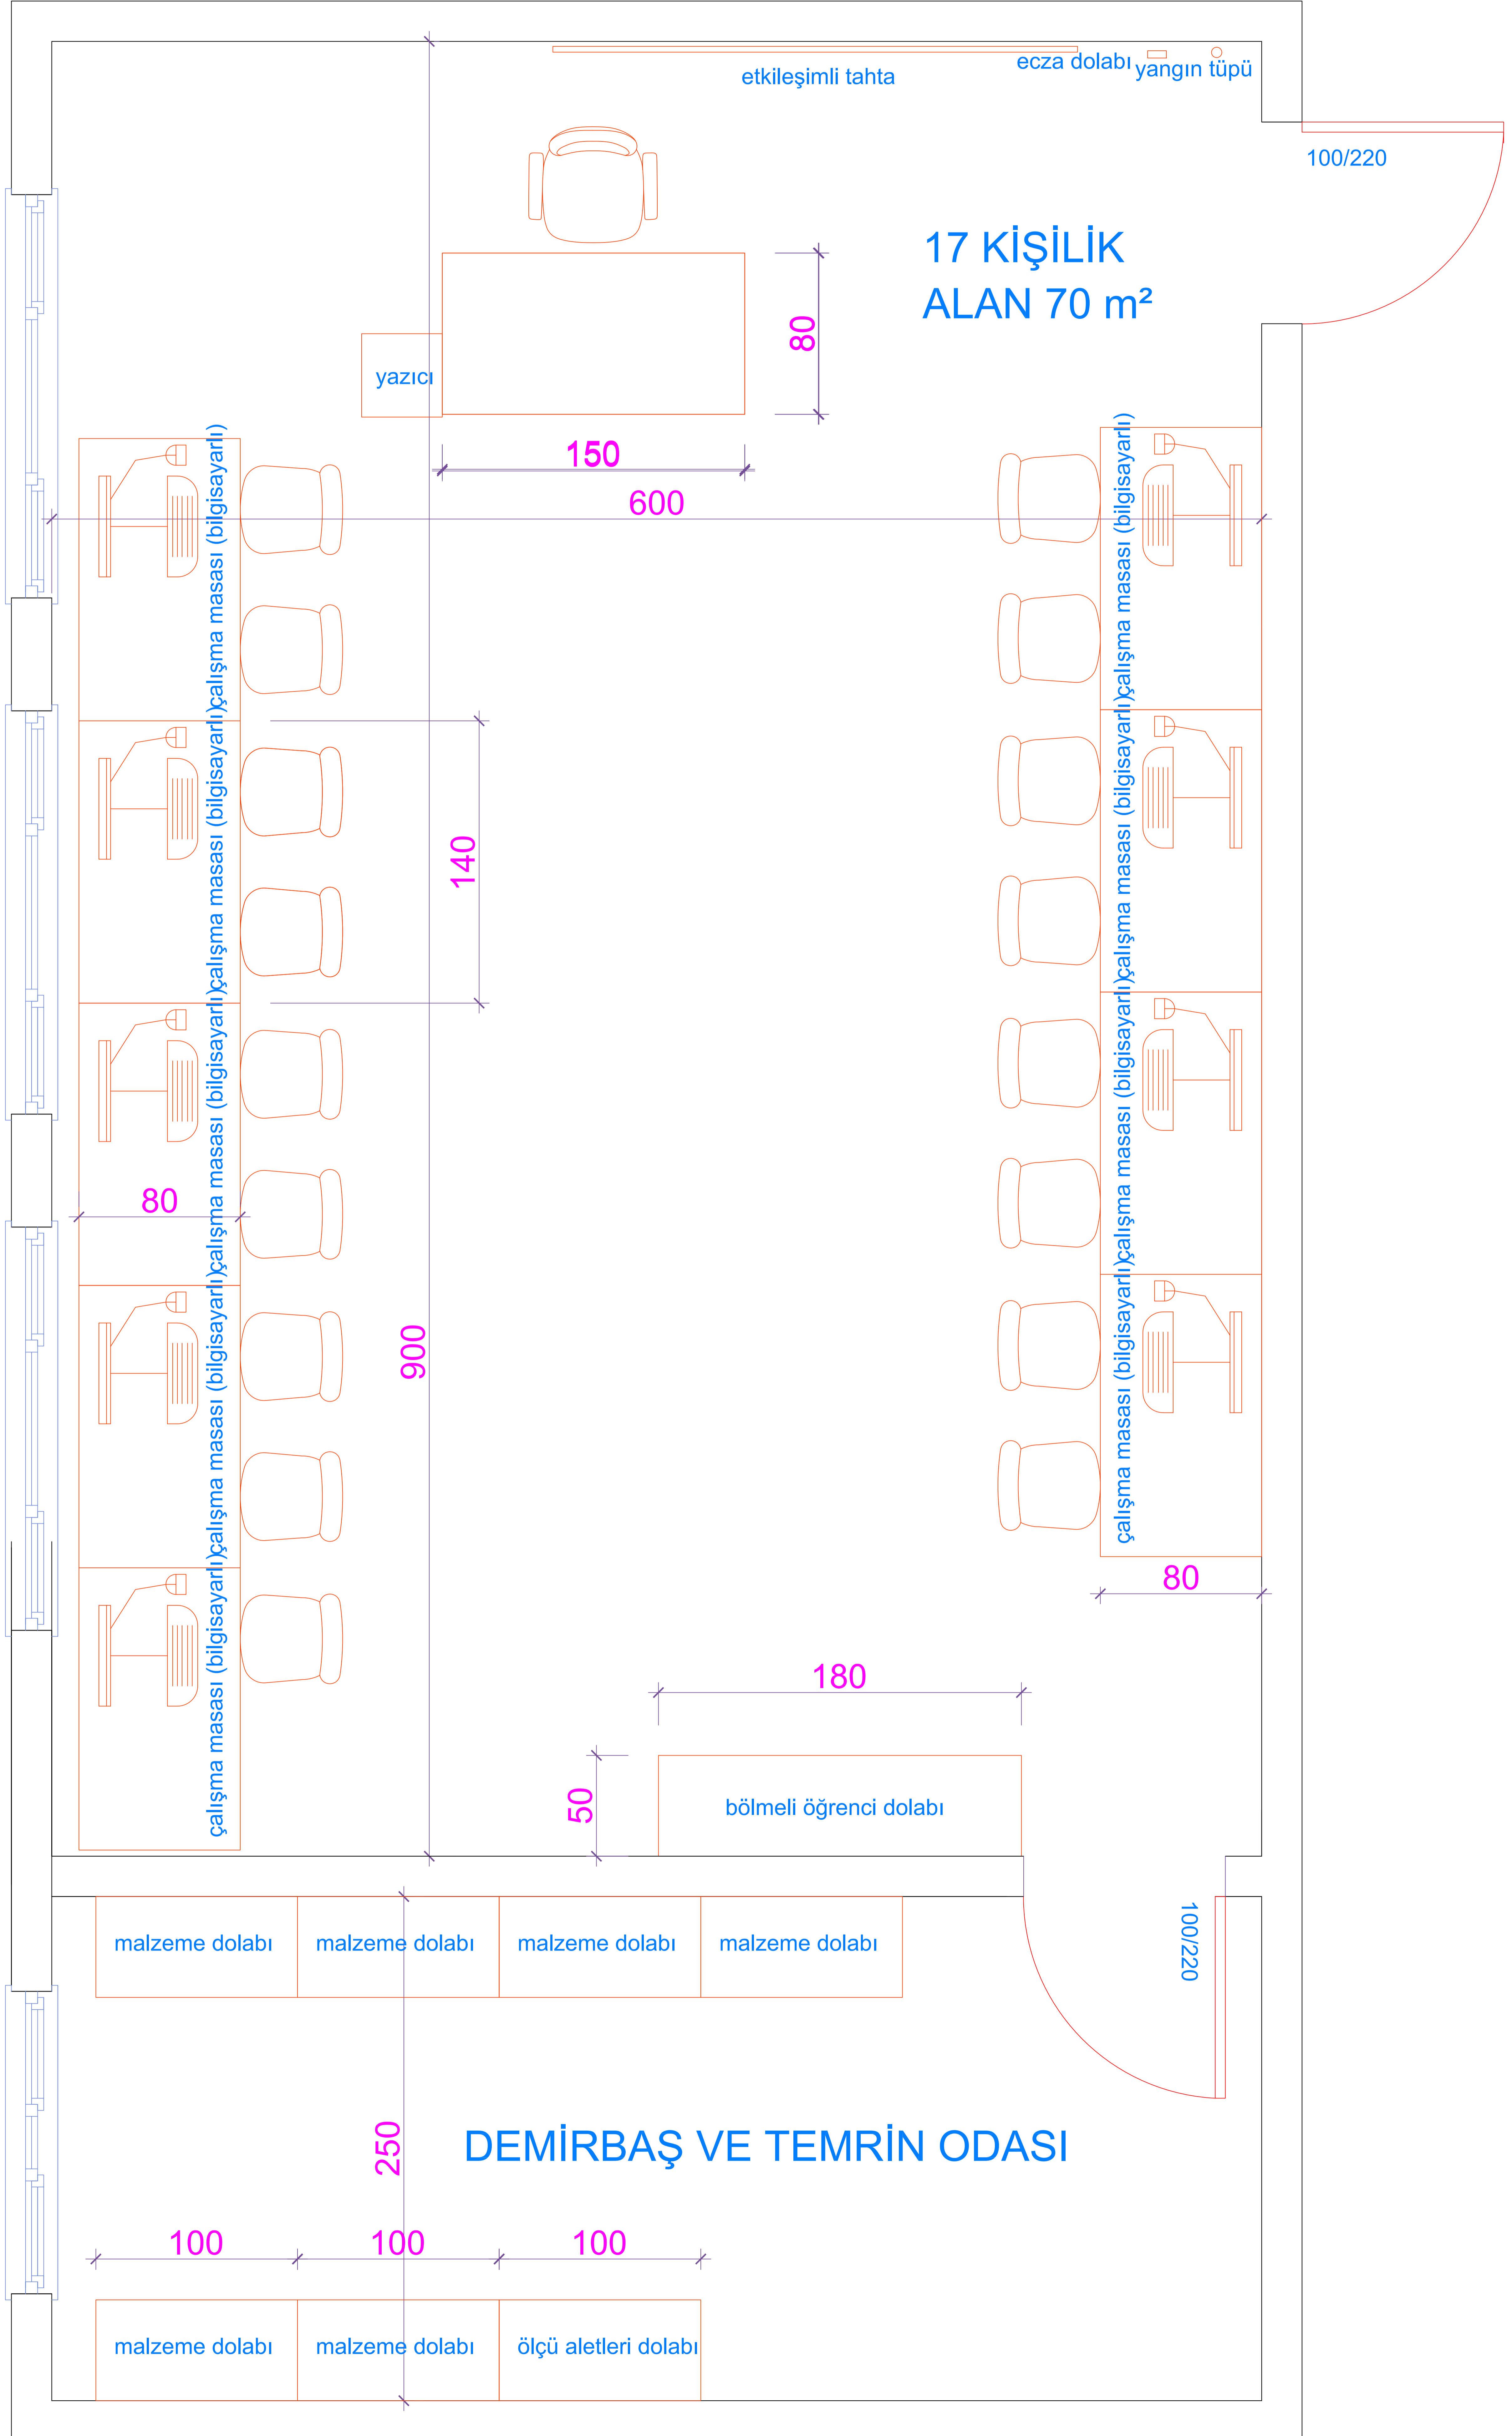 etkileşimli tahta
ecza dolabı
yangın tüpü
100/220
17 KİŞİLİK
ALAN 70 m²
80
yazıcı
150
600
çalışma masası (bilgisayarlı)
çalışma masası (bilgisayarlı)
çalışma masası (bilgisayarlı)
çalışma masası (bilgisayarlı)
140
çalışma masası (bilgisayarlı)
çalışma masası (bilgisayarlı)
80
çalışma masası (bilgisayarlı)
çalışma masası (bilgisayarlı)
900
çalışma masası (bilgisayarlı)
80
180
50
bölmeli öğrenci dolabı
malzeme dolabı
malzeme dolabı
malzeme dolabı
malzeme dolabı
100/220
250
DEMİRBAŞ VE TEMRİN ODASI
100
100
100
malzeme dolabı
malzeme dolabı
ölçü aletleri dolabı